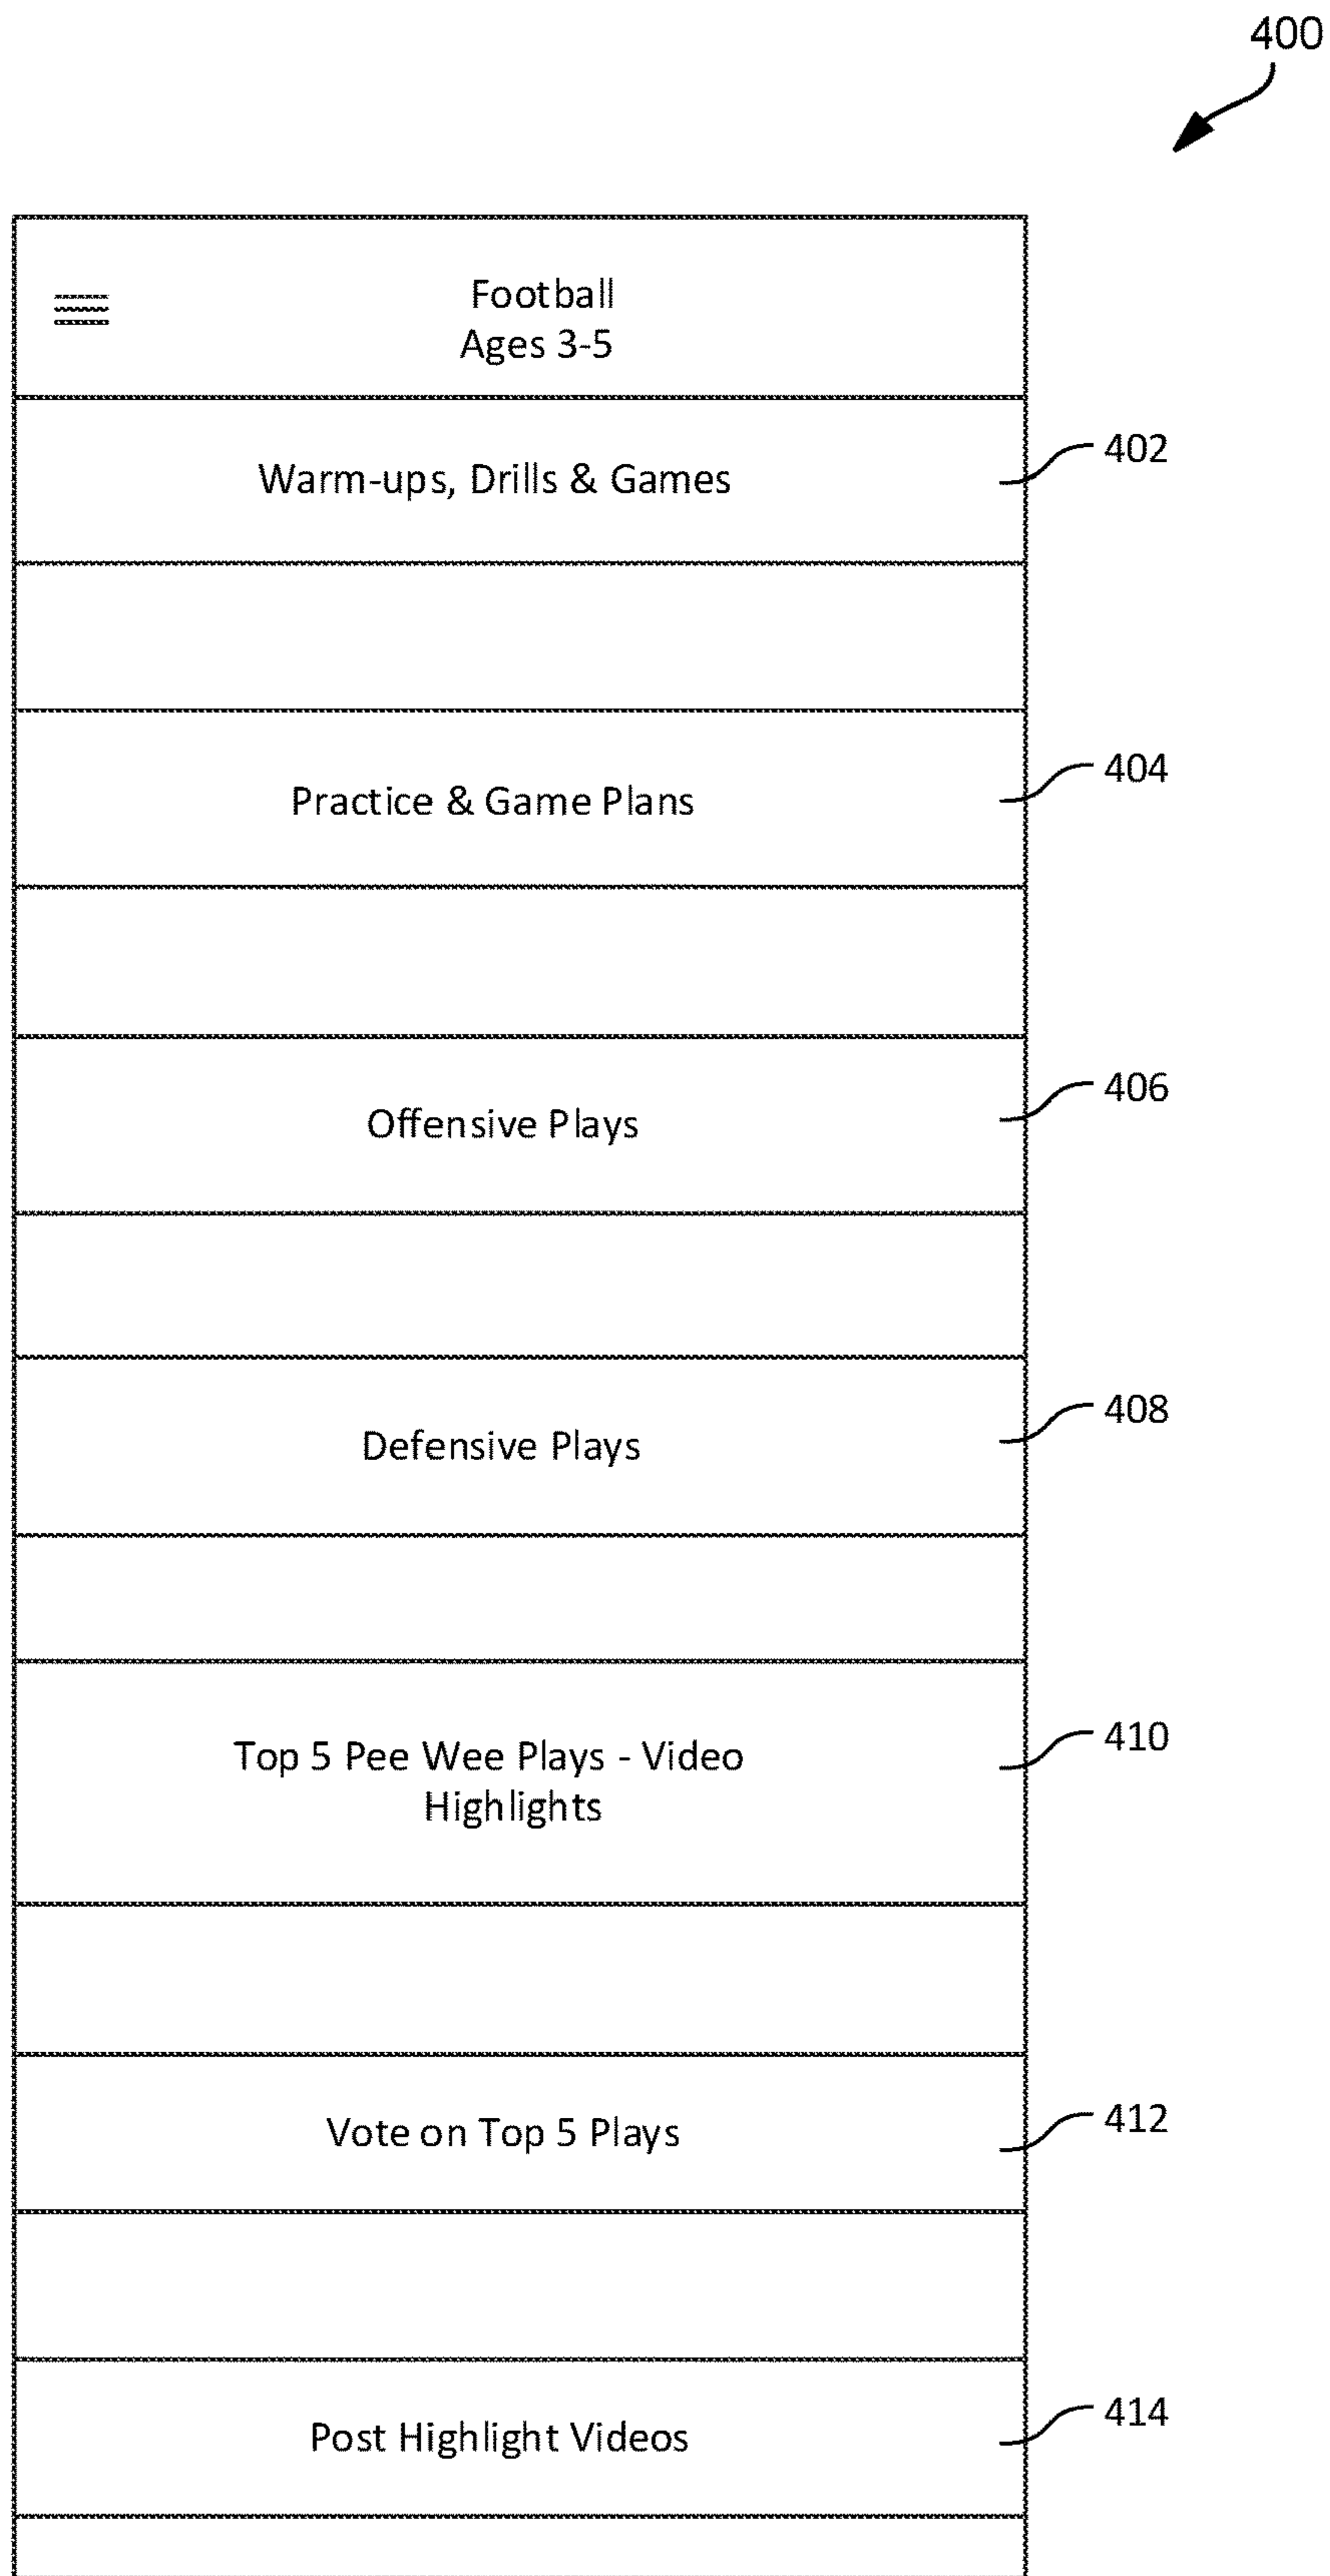 400
Football
Ages 3-5
Warm-ups, Drills & Games
402
Practice & Game Plans
404
Offensive Plays
406
Defensive Plays
408
Top 5 Pee Wee Plays - Video
Highlights
410
Vote on Top 5 Plays
412
Post Highlight Videos
414